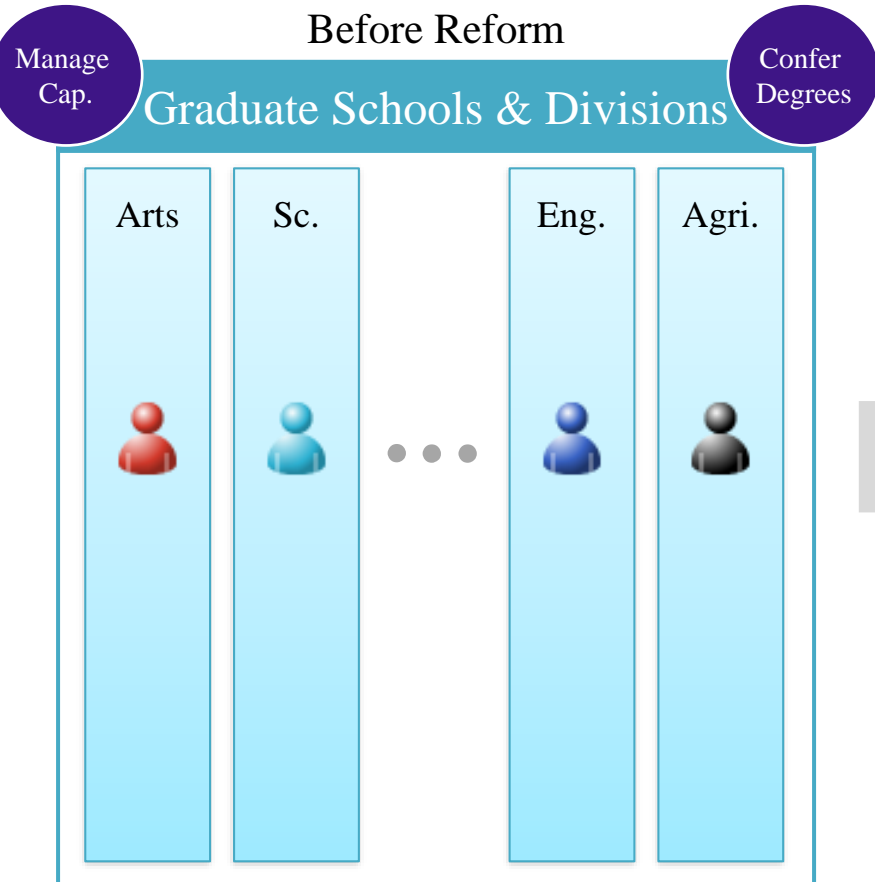 Before Reform
Manage
Cap.
Graduate Schools & Divisions
Confer
Degrees
Arts
Sc.
Eng.
Agri.